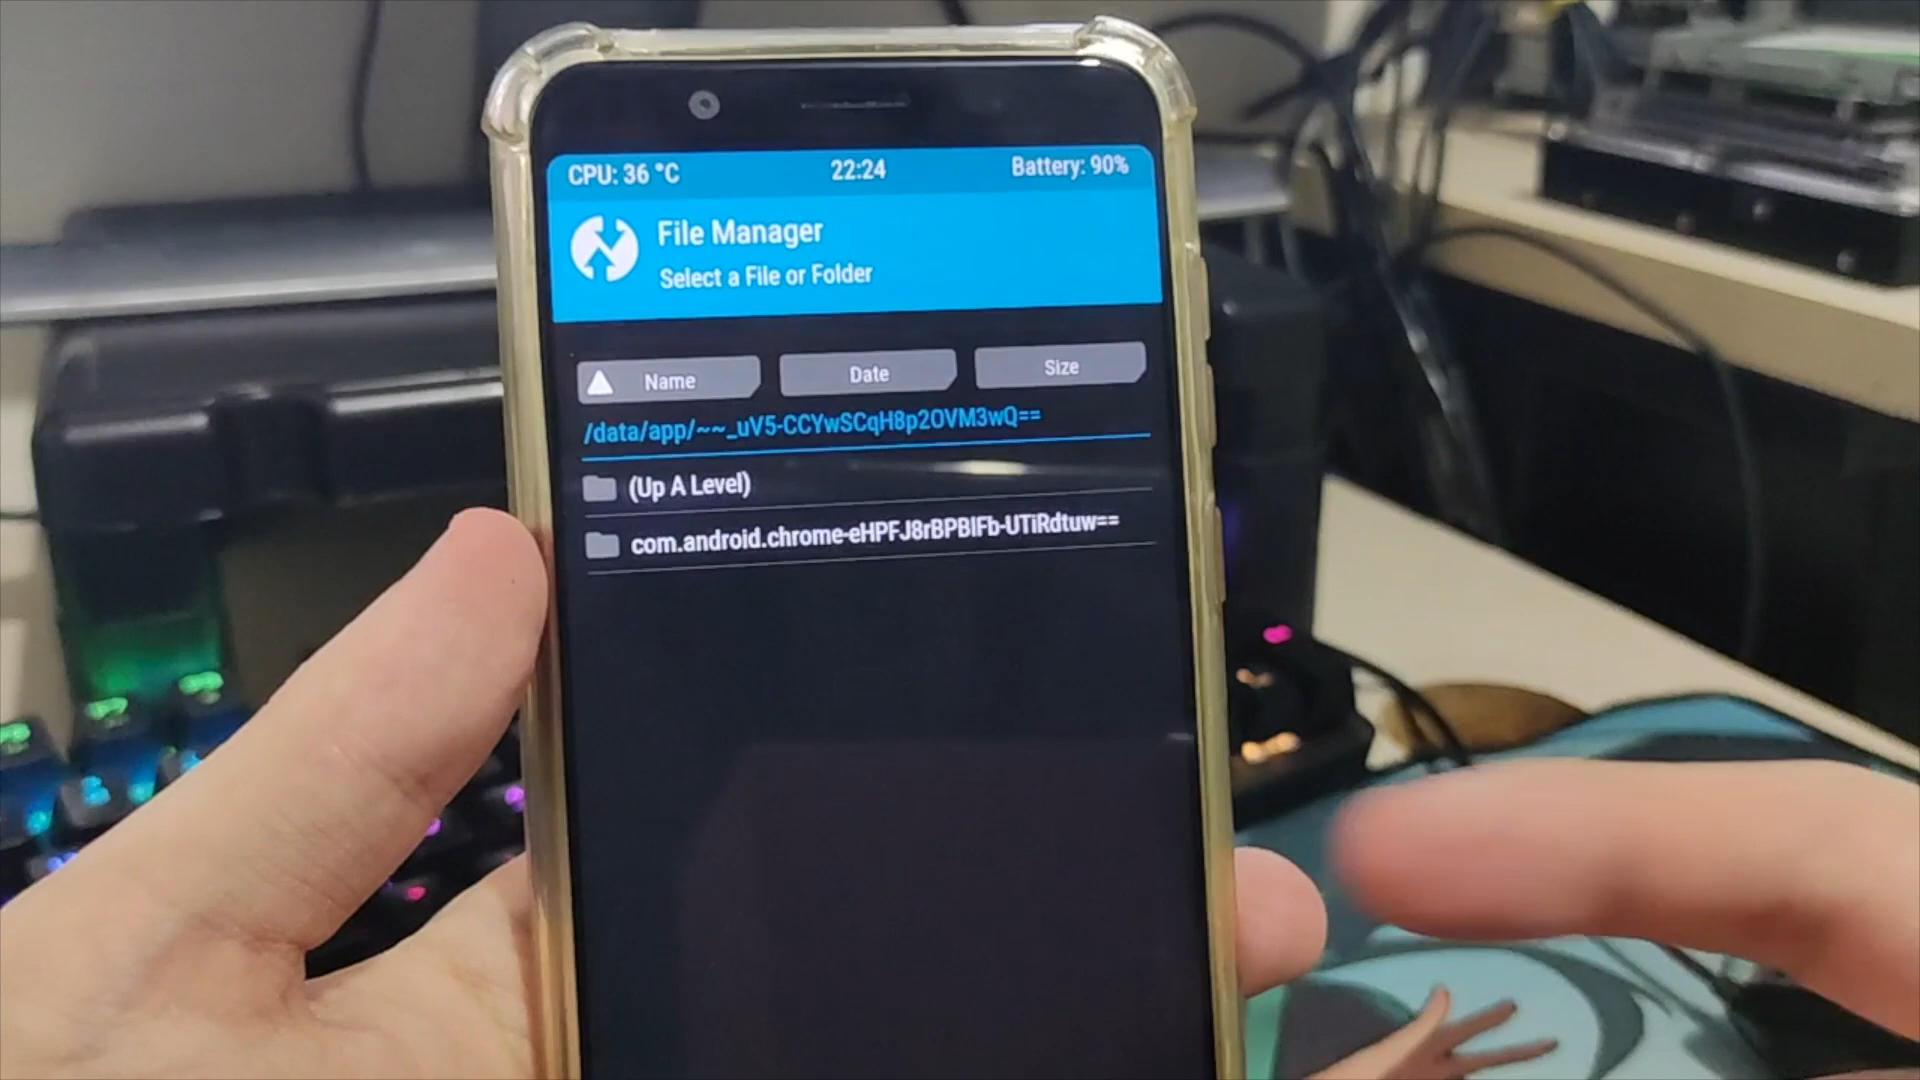 CPU: 36 °C 22:24 Battery: 90%
File Manager
Select a File or Folder
Name Date Size
/data/app/~~_uV5-CCYwSCqH8p2OVM3wQ==
(Up A Level)
com.android.chrome-eHPFJ8rBPBIFb-UTiRdtuw==